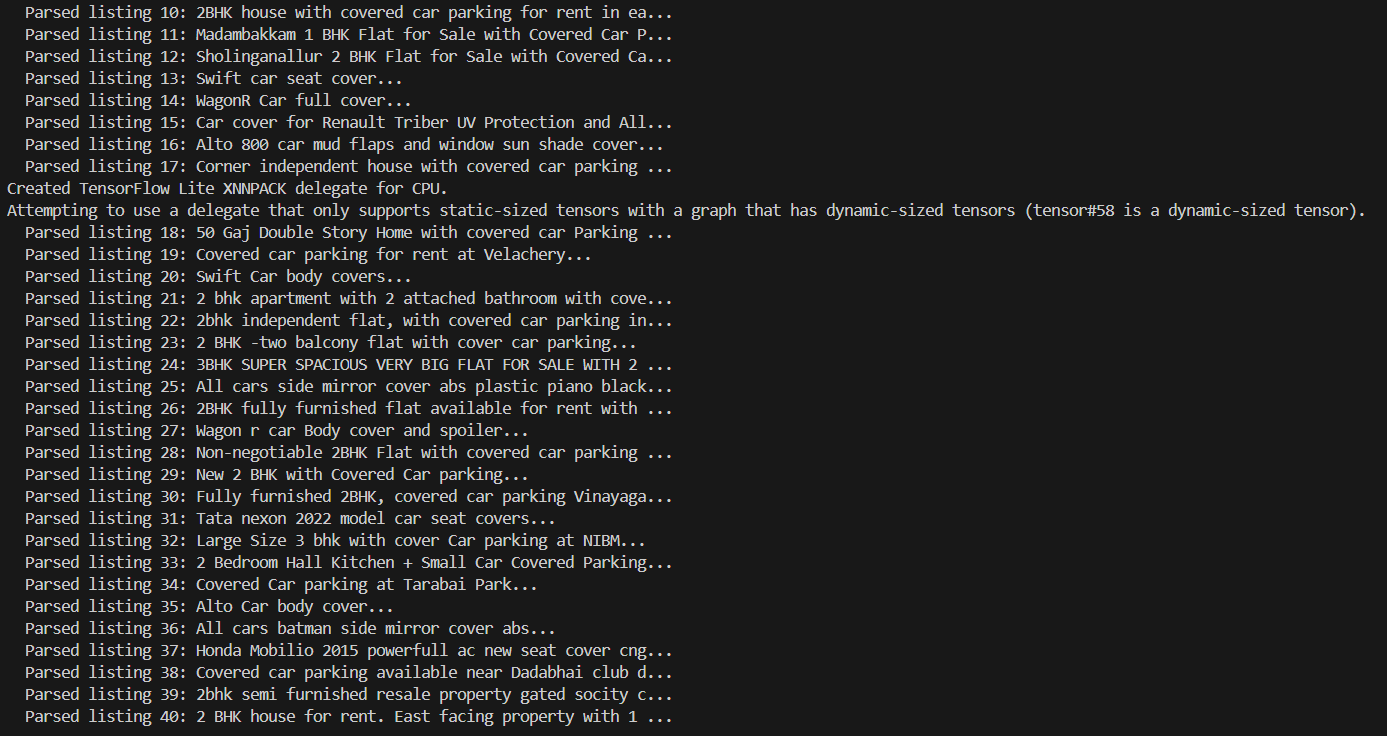 Parsed listing 10: 2BHK house with covered car parking for rent in ea...
Parsed listing 11: Madambakkam 1 BHK Flat for Sale with Covered Car P...
Parsed listing 12: Sholinganallur 2 BHK Flat for Sale with Covered Ca...
Parsed listing 13: Swift car seat cover...
Parsed listing 14: WagonR Car full cover...
Parsed listing 15: Car cover for Renault Triber UV Protection and All...
Parsed listing 16: Alto 800 car mud flaps and window sun shade cover...
Parsed listing 17: Corner independent house with covered car parking ...
Created TensorFlow Lite XNNPACK delegate for CPU.
Attempting to use a delegate that only supports static-sized tensors with a graph that has dynamic-sized tensors (tensor#58 is a dynamic-sized tensor).
Parsed listing 18: 50 Gaj Double Story Home with covered car Parking ...
Parsed listing 19: Covered car parking for rent at Velachery...
Parsed listing 20: Swift Car body covers...
Parsed listing 21: 2 bhk apartment with 2 attached bathroom with cove...
Parsed listing 22: 2bhk independent flat, with covered car parking in...
Parsed listing 23: 2 BHK -two balcony flat with cover car parking...
Parsed listing 24: 3BHK SUPER SPACIOUS VERY BIG FLAT FOR SALE WITH 2 ...
Parsed listing 25: All cars side mirror cover abs plastic piano black...
Parsed listing 26: 2BHK fully furnished flat available for rent with ...
Parsed listing 27: Wagon r car Body cover and spoiler...
Parsed listing 28: Non-negotiable 2BHK Flat with covered car parking ...
Parsed listing 29: New 2 BHK with Covered Car parking...
Parsed listing 30: Fully furnished 2BHK, covered car parking Vinayaga...
Parsed listing 31: Tata nexon 2022 model car seat covers...
Parsed listing 32: Large Size 3 bhk with cover Car parking at NIBM...
Parsed listing 33: 2 Bedroom Hall Kitchen + Small Car Covered Parking...
Parsed listing 34: Covered Car parking at Tarabai Park...
Parsed listing 35: Alto Car body cover...
Parsed listing 36: All cars batman side mirror cover abs...
Parsed listing 37: Honda Mobilio 2015 powerfull ac new seat cover cng...
Parsed listing 38: Covered car parking available near Dadabhai club d...
Parsed listing 39: 2bhk semi furnished resale property gated socity c...
Parsed listing 40: 2 BHK house for rent. East facing property with 1 ...